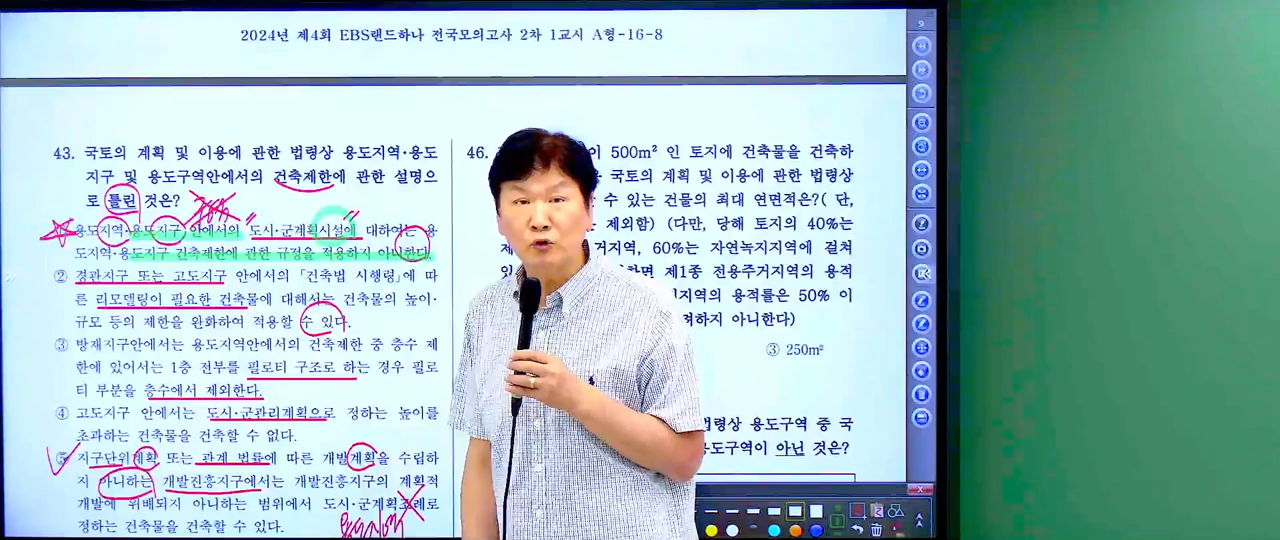 2024년 제4회 EBS랜드하나 전국모의고사 2차 1교시 A형-16-8
43. 국토의 계획 및 이용에 관한 법령상 용도지역·용도
지구 및 용도구역안에서의 건축제한에 관한 설명으
로 틀린 것은?
용도지역·용도지구 안에서의 도시·군계획시설에 대하여는 용
도지역·용도지구 건축제한에 관한 규정을 적용하지 아니한다.
② 경관지구 또는 고도지구 안에서의 「건축법 시행령」에 따
른 리모델링이 필요한 건축물에 대해서는 건축물의 높이·
규모 등의 제한을 완화하여 적용할 수 있다.
③ 방재지구안에서는 용도지역안에서의 건축제한 중 층수 제
한에 있어서는 1층 전부를 필로티 구조로 하는 경우 필로
티 부분을 층수에서 제외한다.
④ 고도지구 안에서는 도시·군관리계획으로 정하는 높이를
초과하는 건축물을 건축할 수 없다.
⑤ 지구단위계획 또는 관계 법률에 따른 개발계획을 수립하
지 아니하는 개발진흥지구에서는 개발진흥지구의 계획적
개발에 위배되지 아니하는 범위에서 도시·군계획조례로
정하는 건축물을 건축할 수 있다.
46. 이 500m² 인 토지에 건축물을 건축하
국토의 계획 및 이용에 관한 법령상
수 있는 건물의 최대 연면적은?( 단,
제외함) (다만, 당해 토지의 40%는
거지역, 60%는 자연녹지지역에 걸쳐
하면 제1종 전용주거지역의 용적
지지역의 용적률은 50% 이
려하지 아니한다)
③ 250m²
법령상 용도구역 중 국
용도구역이 아닌 것은?
9